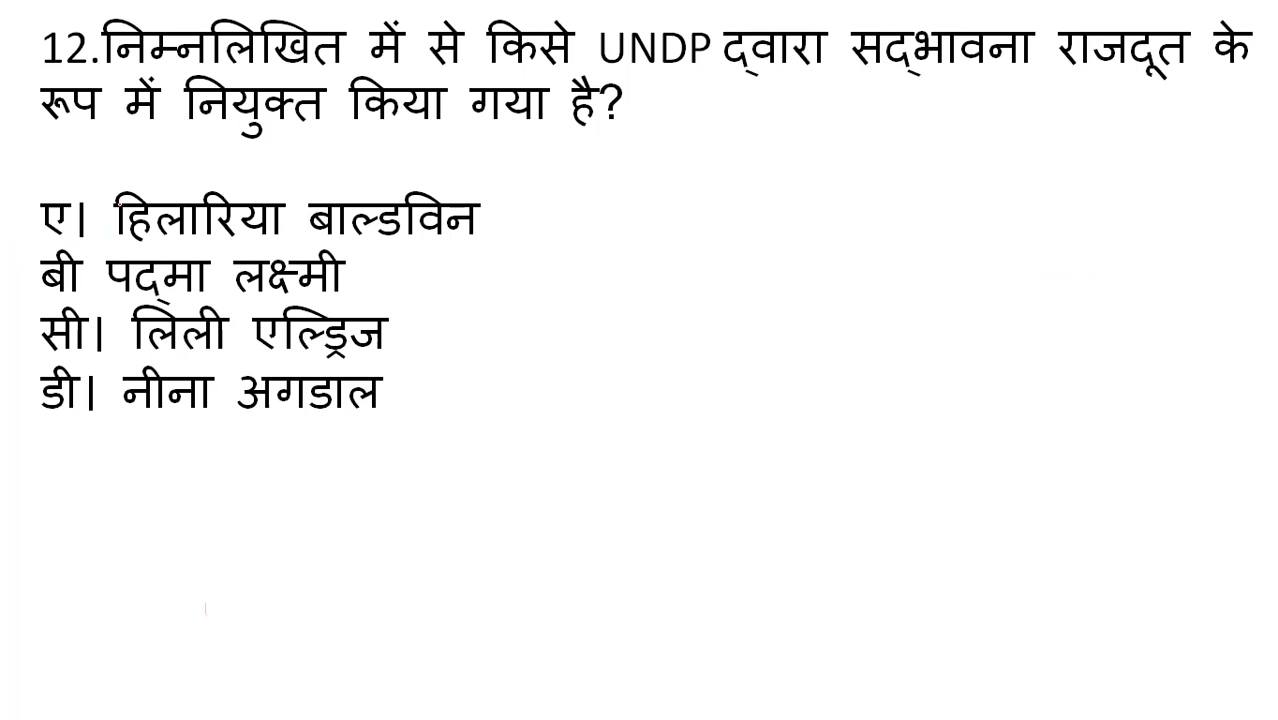 12.निम्नलिखित में से किसे UNDP द्वारा सद्भावना राजदूत के
रूप में नियुक्त किया गया है?
ए। हिलारिया बाल्डविन
बी पद्मा लक्ष्मी
सी। लिली एल्ड्रिज
डी। नीना अगडाल